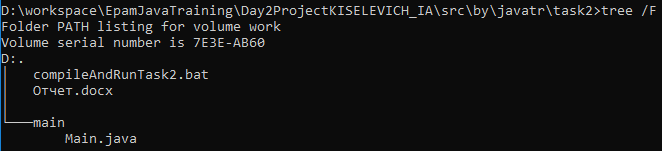 D:\workspace\EpamJavaTraining\Day2ProjectKISELEVICH_IA\src\by\javatr\task2>tree /F
Folder PATH listing for volume work
Volume serial number is 7E3E-AB60
D:.
│   compileAndRunTask2.bat
│   Отчет.docx
│
└───main
        Main.java